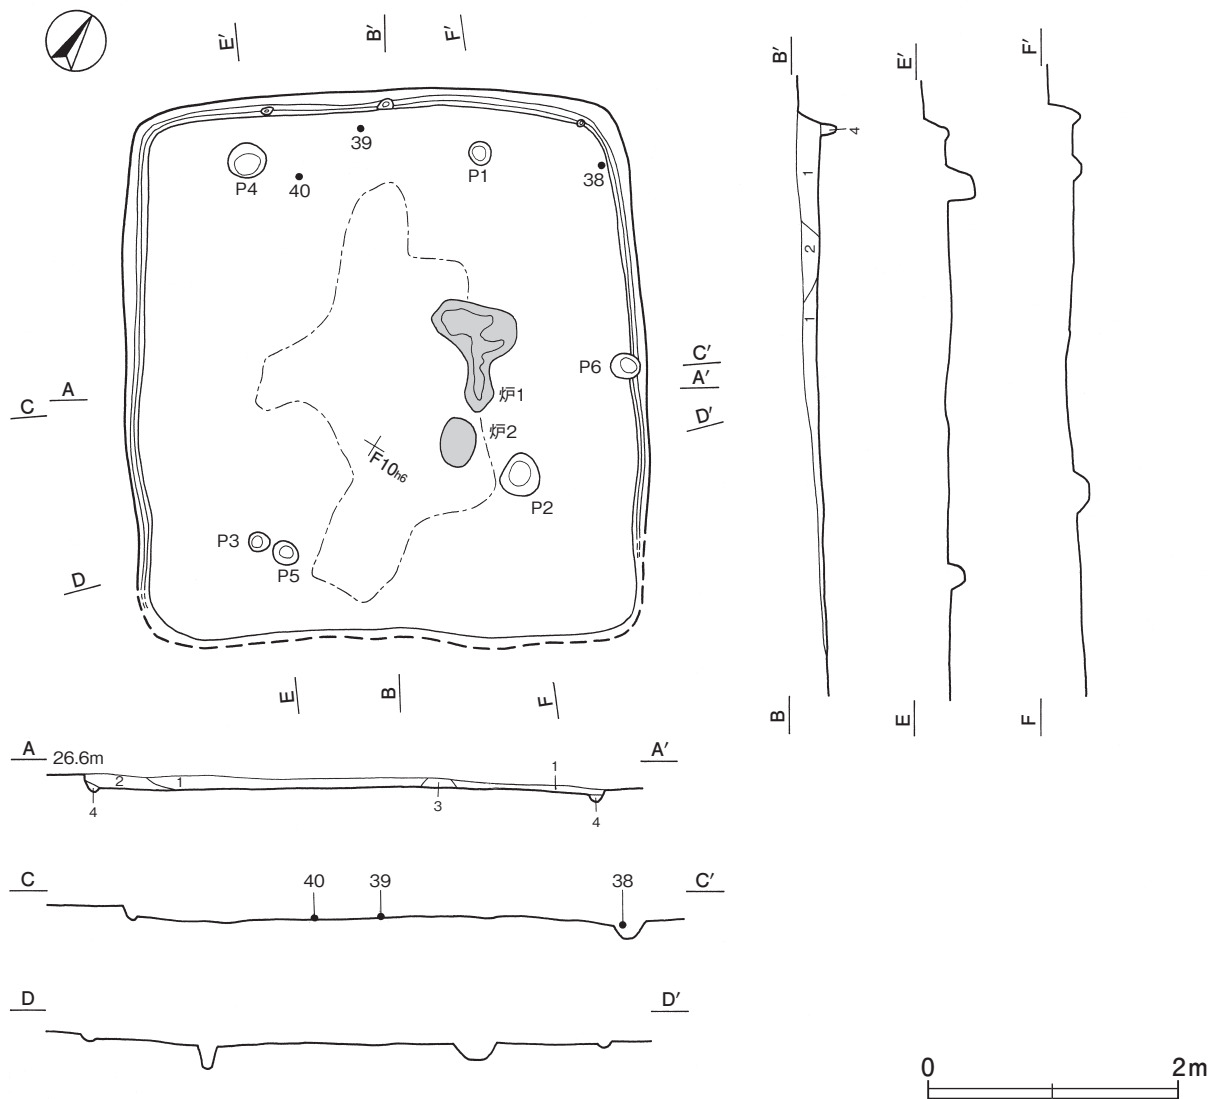 E′ B′ F′
39
P4 40 P1 38
P6
C′
A′
D′
A
C
炉1
炉2
F10h6
P2
P3
P5
D
E B F
B′ E′ F′
4
1
2
1
B E F
A 26.6m A′
2 1 1
4 3 4
C 40 39 38 C′
D D′
0 2m